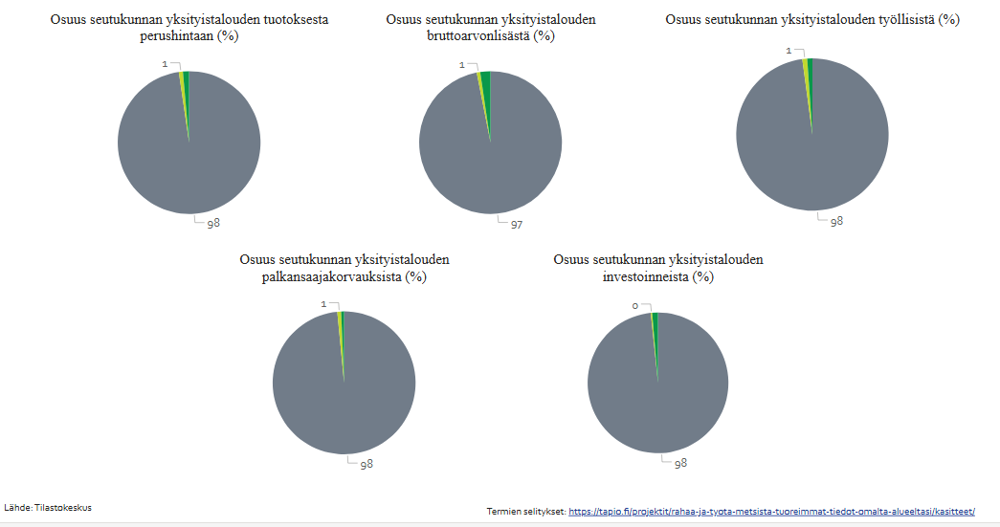 Osuus seutukunnan yksityistalouden tuotoksesta
perushintaan (%)
1
98
Osuus seutukunnan yksityistalouden
bruttoarvonlisästä (%)
1
97
Osuus seutukunnan yksityistalouden työllisistä (%)
1
98
Osuus seutukunnan yksityistalouden
palkansaajakorvauksista (%)
1
98
Osuus seutukunnan yksityistalouden
investoinneista (%)
0
98
Lähde: Tilastokeskus
Termien selitykset: https://tapio.fi/projektit/rahaa-ja-tyota-metsista-tuoreimmat-tiedot-omalta-alueeltasi/kasitteet/